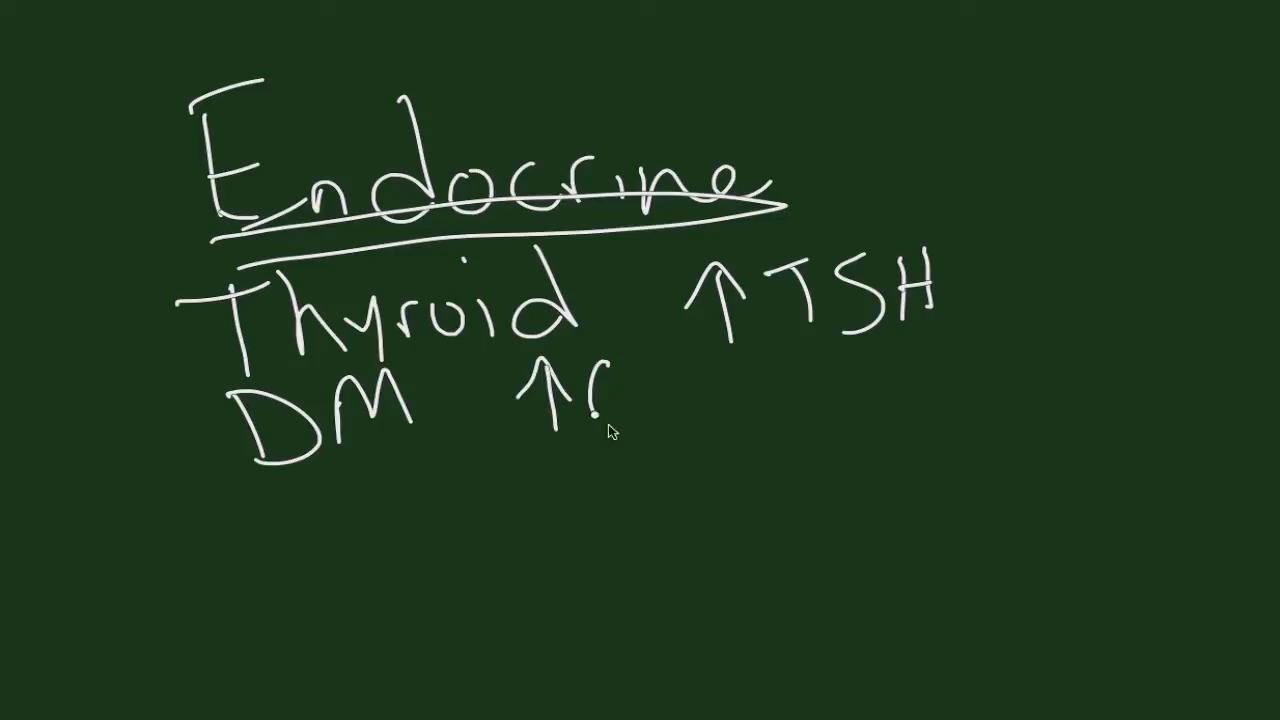 Endocrine
Thyroid ↑ TSH
DM ↑